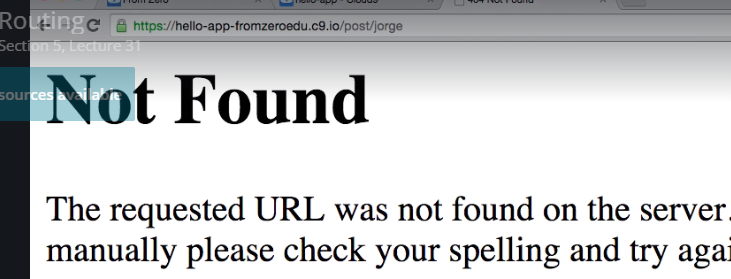 From Zero
hello-app - Cloud9
404 Not Found
Routing
https://hello-app-fromzeroedu.c9.io/post/jorge
Section 5, Lecture 31
sources available
Not Found
The requested URL was not found on the server.
manually please check your spelling and try agai